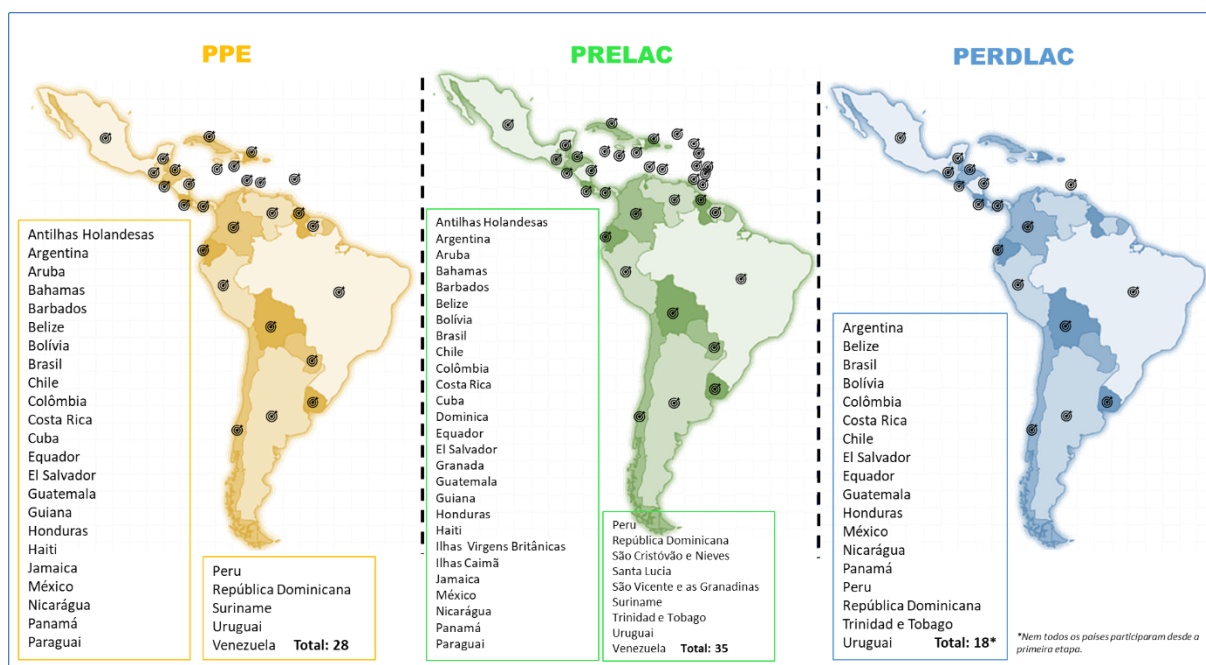 PPE
Antilhas Holandesas
Argentina
Aruba
Bahamas
Barbados
Belize
Bolívia
Brasil
Chile
Colômbia
Costa Rica
Cuba
Equador
El Salvador
Guatemala
Guiana
Honduras
Haiti
Jamaica
México
Nicarágua
Panamá
Paraguai
Peru
República Dominicana
Suriname
Uruguai
Venezuela Total: 28
PRELAC
Antilhas Holandesas
Argentina
Aruba
Bahamas
Barbados
Belize
Bolívia
Brasil
Chile
Colômbia
Costa Rica
Cuba
Dominica
Equador
El Salvador
Granada
Guatemala
Guiana
Honduras
Haiti
Ilhas Virgens Britânicas
Ilhas Caimã
Jamaica
México
Nicarágua
Panamá
Paraguai
Peru
República Dominicana
São Cristóvão e Nieves
Santa Lucia
São Vicente e as Granadinas
Suriname
Trinidad e Tobago
Uruguai
Venezuela Total: 35
PERDLAC
Argentina
Belize
Brasil
Bolívia
Colômbia
Costa Rica
Chile
El Salvador
Equador
Guatemala
Honduras
México
Nicarágua
Panamá
Peru
República Dominicana
Trinidad e Tobago
Uruguai Total: 18*
*Nem todos os países participaram desde a
primeira etapa.